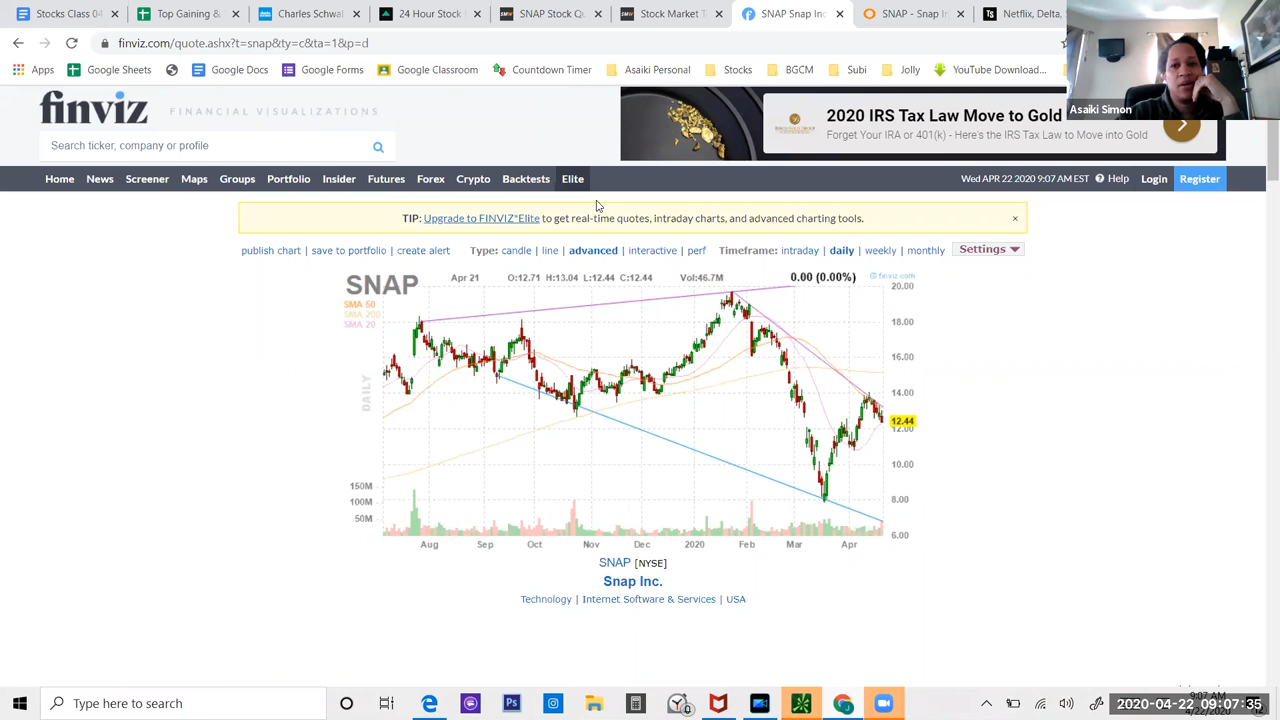 Stocks Class 04
Top Gaining &
Charles Schwa
24 Hour Stock
SNAP Stock Q
Stock Market T
SNAP Snap Inc
SNAP - Snap I
Netflix, Delta,
finviz.com/quote.ashx?t=snap&ty=c&ta=1&p=d
Apps
Google Sheets
Google Docs
Google Forms
Google Classroom
Countdown Timer
Asaiki Personal
Stocks
BGCM
Subi
Jolly
YouTube Download...
Asaiki Simon
finviz FINANCIAL VISUALIZATIONS
Search ticker, company or profile
2020 IRS Tax Law Move to Gold
Forget Your IRA or 401(k) - Here's the IRS Tax Law to Move into Gold
Home News Screener Maps Groups Portfolio Insider Futures Forex Crypto Backtests Elite
Wed APR 22 2020 9:07 AM EST Help Login Register
TIP: Upgrade to FINVIZ*Elite to get real-time quotes, intraday charts, and advanced charting tools. ×
publish chart | save to portfolio | create alert
Type: candle | line | advanced | interactive | perf
Timeframe: intraday | daily | weekly | monthly
Settings
SNAP
Apr 21 O:12.71 H:13.04 L:12.44 C:12.44 Vol:46.7M 0.00 (0.00%) © finviz.com
SMA 50
SMA 200
SMA 20
DAILY
20.00
18.00
16.00
14.00
12.44
12.00
10.00
8.00
6.00
150M
100M
50M
Aug Sep Oct Nov Dec 2020 Feb Mar Apr
SNAP [NYSE]
Snap Inc.
Technology | Internet Software & Services | USA
Type here to search
9:07 AM
2020-04-22 09:07:35